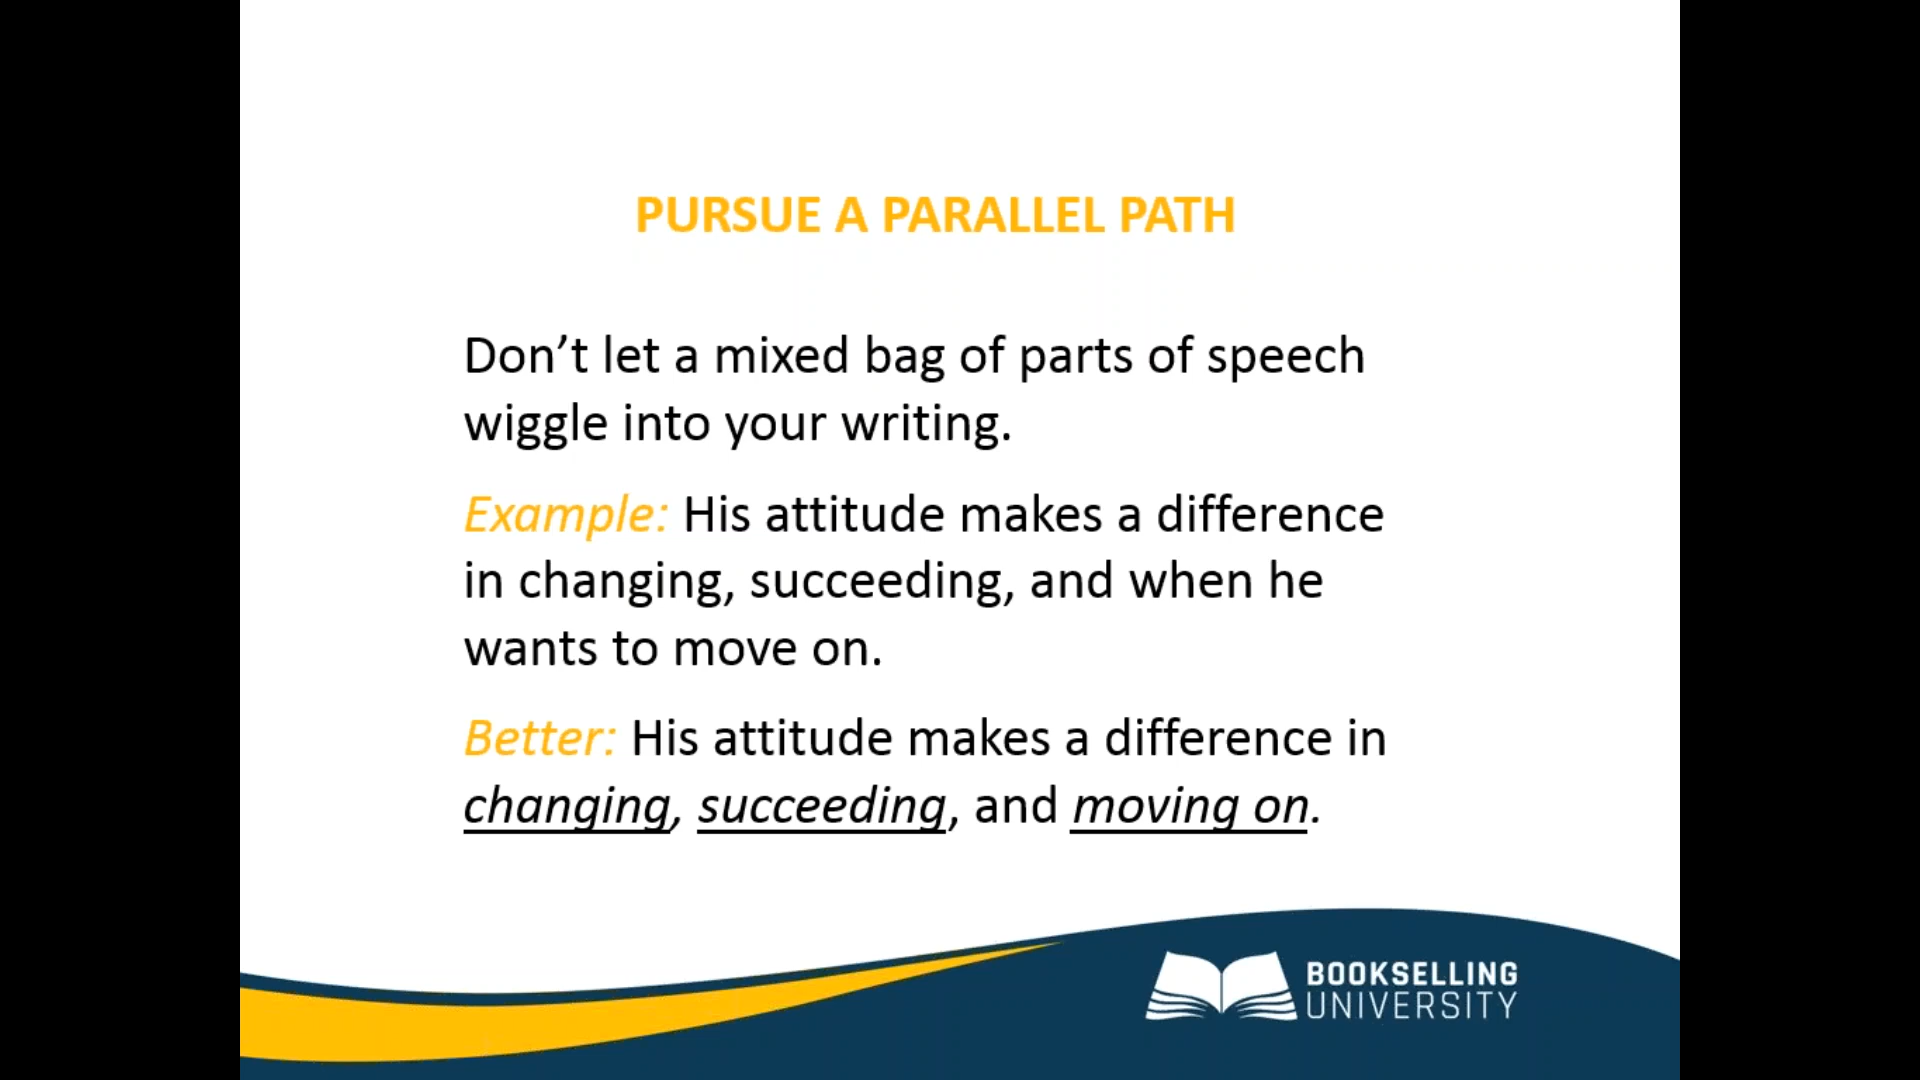 PURSUE A PARALLEL PATH
Don’t let a mixed bag of parts of speech
wiggle into your writing.
Example: His attitude makes a difference
in changing, succeeding, and when he
wants to move on.
Better: His attitude makes a difference in
changing, succeeding, and moving on.
BOOKSELLING
UNIVERSITY